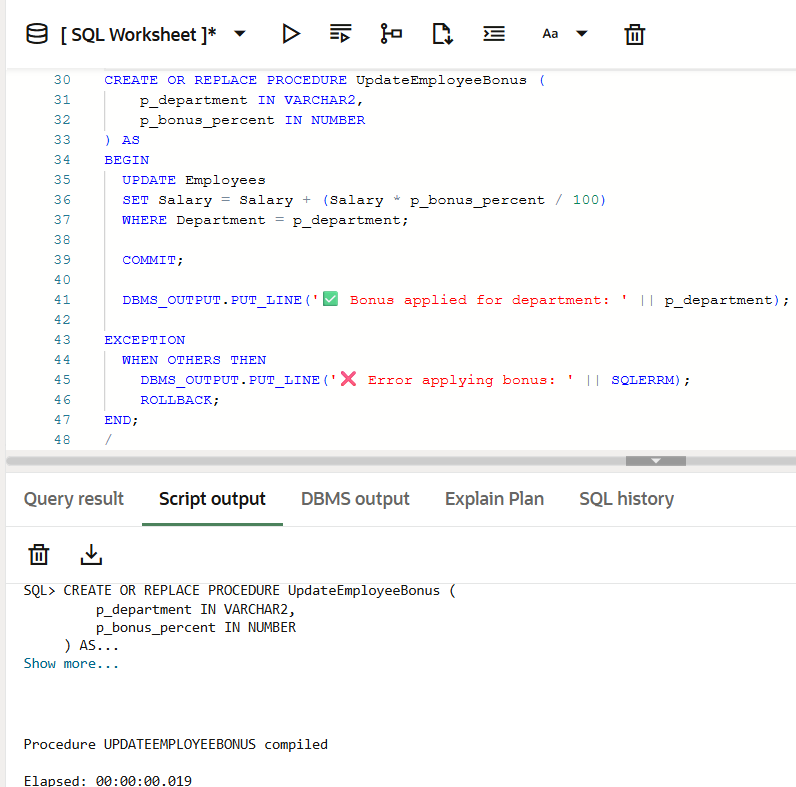 [ SQL Worksheet ]*
Aa
30 CREATE OR REPLACE PROCEDURE UpdateEmployeeBonus (
31 p_department IN VARCHAR2,
32 p_bonus_percent IN NUMBER
33 ) AS
34 BEGIN
35 UPDATE Employees
36 SET Salary = Salary + (Salary * p_bonus_percent / 100)
37 WHERE Department = p_department;
38
39 COMMIT;
40
41 DBMS_OUTPUT.PUT_LINE('✅ Bonus applied for department: ' || p_department);
42
43 EXCEPTION
44 WHEN OTHERS THEN
45 DBMS_OUTPUT.PUT_LINE('❌ Error applying bonus: ' || SQLERRM);
46 ROLLBACK;
47 END;
48 /
Query result Script output DBMS output Explain Plan SQL history
SQL> CREATE OR REPLACE PROCEDURE UpdateEmployeeBonus (
p_department IN VARCHAR2,
p_bonus_percent IN NUMBER
) AS...
Show more...
Procedure UPDATEEMPLOYEEBONUS compiled
Elapsed: 00:00:00.019